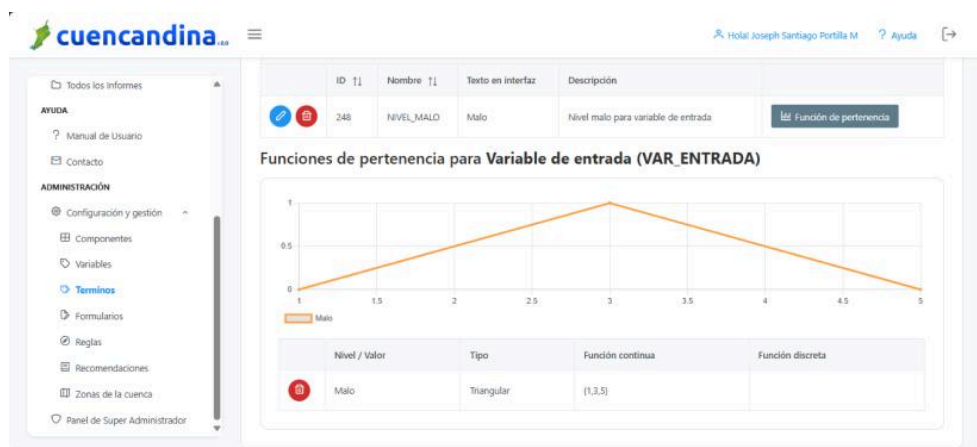 cuencandina
Hola! Joseph Santiago Portilla M
Ayuda
Todos los Informes
AYUDA
Manual de Usuario
Contacto
ADMINISTRACIÓN
Configuración y gestión
Componentes
Variables
Terminos
Formularios
Reglas
Recomendaciones
Zonas de la cuenca
Panel de Super Administrador
ID Nombre Texto en interfaz Descripción
248 NIVEL_MALO Malo Nivel malo para variable de entrada Función de pertenencia
Funciones de pertenencia para Variable de entrada (VAR_ENTRADA)
1
0.5
0
1 1.5 2 2.5 3 3.5 4 4.5 5
Malo
Nivel / Valor Tipo Función continua Función discreta
Malo Triangular (1,3,5)